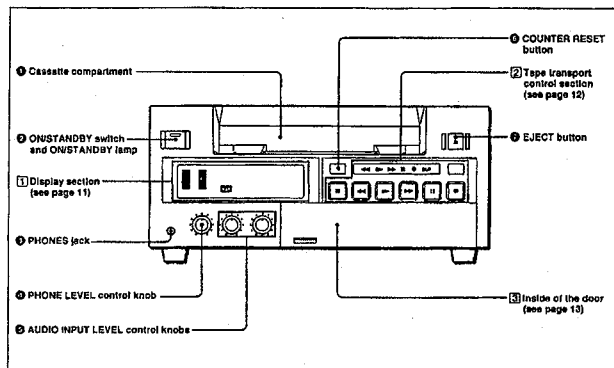 ❶ Cassette compartment
❷ ON/STANDBY switch
and ON/STANDBY lamp
1 Display section
(see page 11)
❸ PHONES jack
❹ PHONE LEVEL control knob
❺ AUDIO INPUT LEVEL control knobs
❻ COUNTER RESET
button
2 Tape transport
control section
(see page 12)
❼ EJECT button
3 Inside of the door
(see page 13)